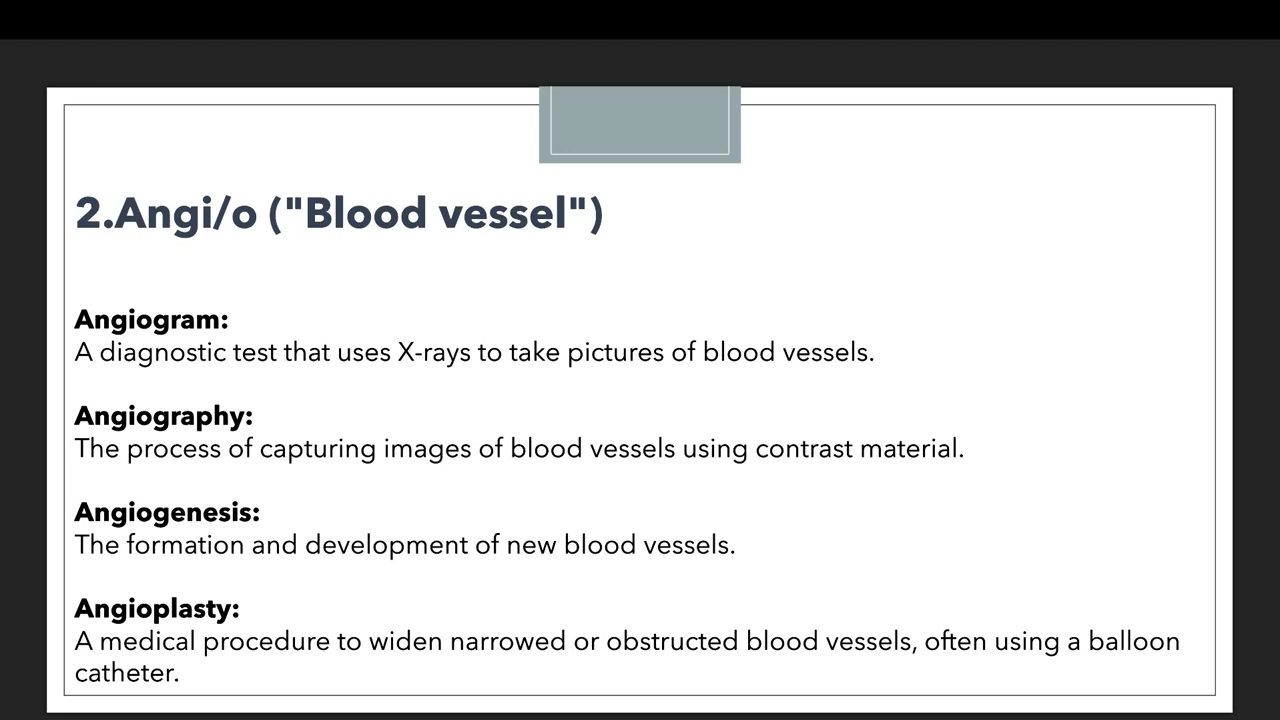 2.Angi/o ("Blood vessel")
Angiogram:
A diagnostic test that uses X-rays to take pictures of blood vessels.
Angiography:
The process of capturing images of blood vessels using contrast material.
Angiogenesis:
The formation and development of new blood vessels.
Angioplasty:
A medical procedure to widen narrowed or obstructed blood vessels, often using a balloon
catheter.